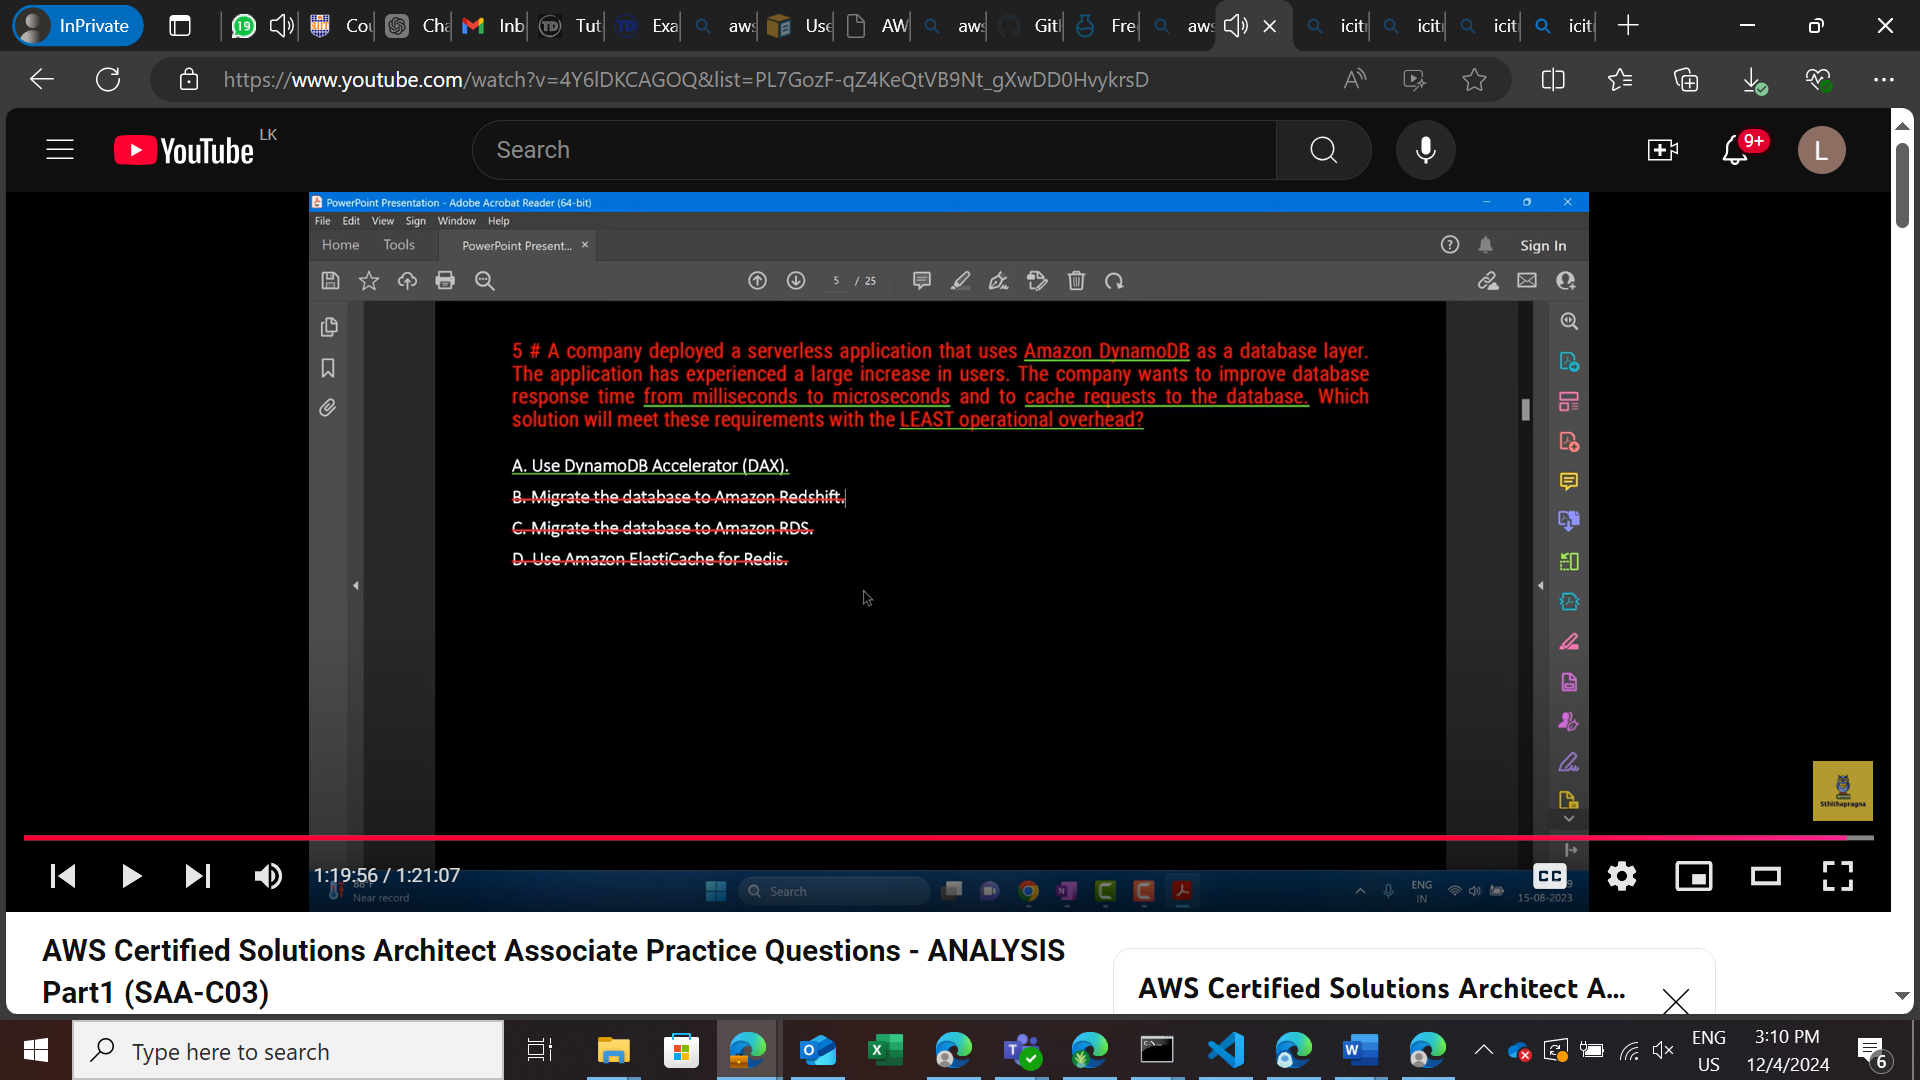 InPrivate
19
Cou
Cha
Inb
Tut
Exa
aws
Use
AW
aws
Gitl
Fre
aws
icitr
icitr
icit
icit
https://www.youtube.com/watch?v=4Y6lDKCAGOQ&list=PL7GozF-qZ4KeQtVB9Nt_gXwDD0HvykrsD
YouTube LK
Search
9+
L
PowerPoint Presentation - Adobe Acrobat Reader (64-bit)
File Edit View Sign Window Help
Home Tools PowerPoint Present... × Sign In
5 / 25
5 # A company deployed a serverless application that uses Amazon DynamoDB as a database layer.
The application has experienced a large increase in users. The company wants to improve database
response time from milliseconds to microseconds and to cache requests to the database. Which
solution will meet these requirements with the LEAST operational overhead?
A. Use DynamoDB Accelerator (DAX).
B. Migrate the database to Amazon Redshift.
C. Migrate the database to Amazon RDS.
D. Use Amazon ElastiCache for Redis.
Sthithapragna
1:19:56 / 1:21:07
CC
Near record
Search
ENG
IN
15-08-2023
AWS Certified Solutions Architect Associate Practice Questions - ANALYSIS
Part1 (SAA-C03)
AWS Certified Solutions Architect A...
Type here to search
ENG
US
3:10 PM
12/4/2024
6